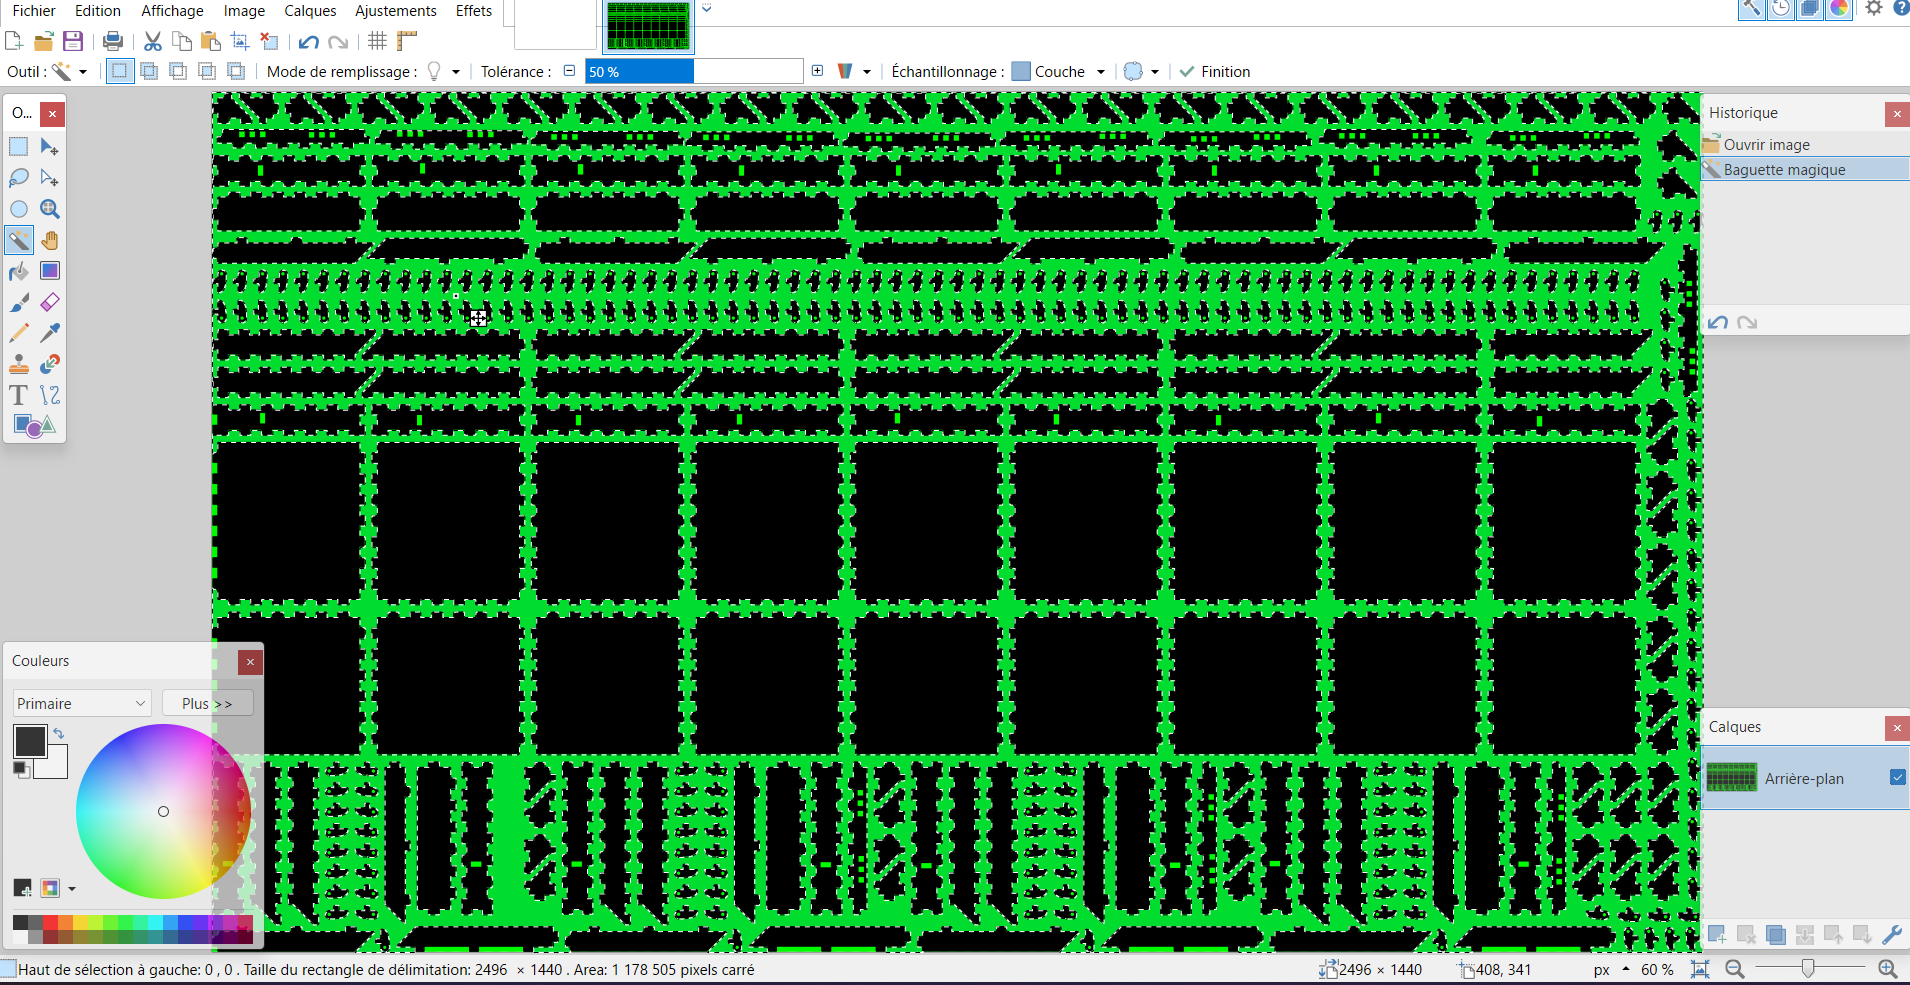 Fichier Edition Affichage Image Calques Ajustements Effets
Outil : Mode de remplissage : Tolérance : 50 % Échantillonnage : Couche Finition
O...
Historique
Ouvrir image
Baguette magique
Couleurs
Primaire Plus >>
Calques
Arrière-plan
Haut de sélection à gauche: 0 , 0 . Taille du rectangle de délimitation: 2496 × 1440 . Area: 1 178 505 pixels carré 2496 × 1440 408, 341 px 60 %